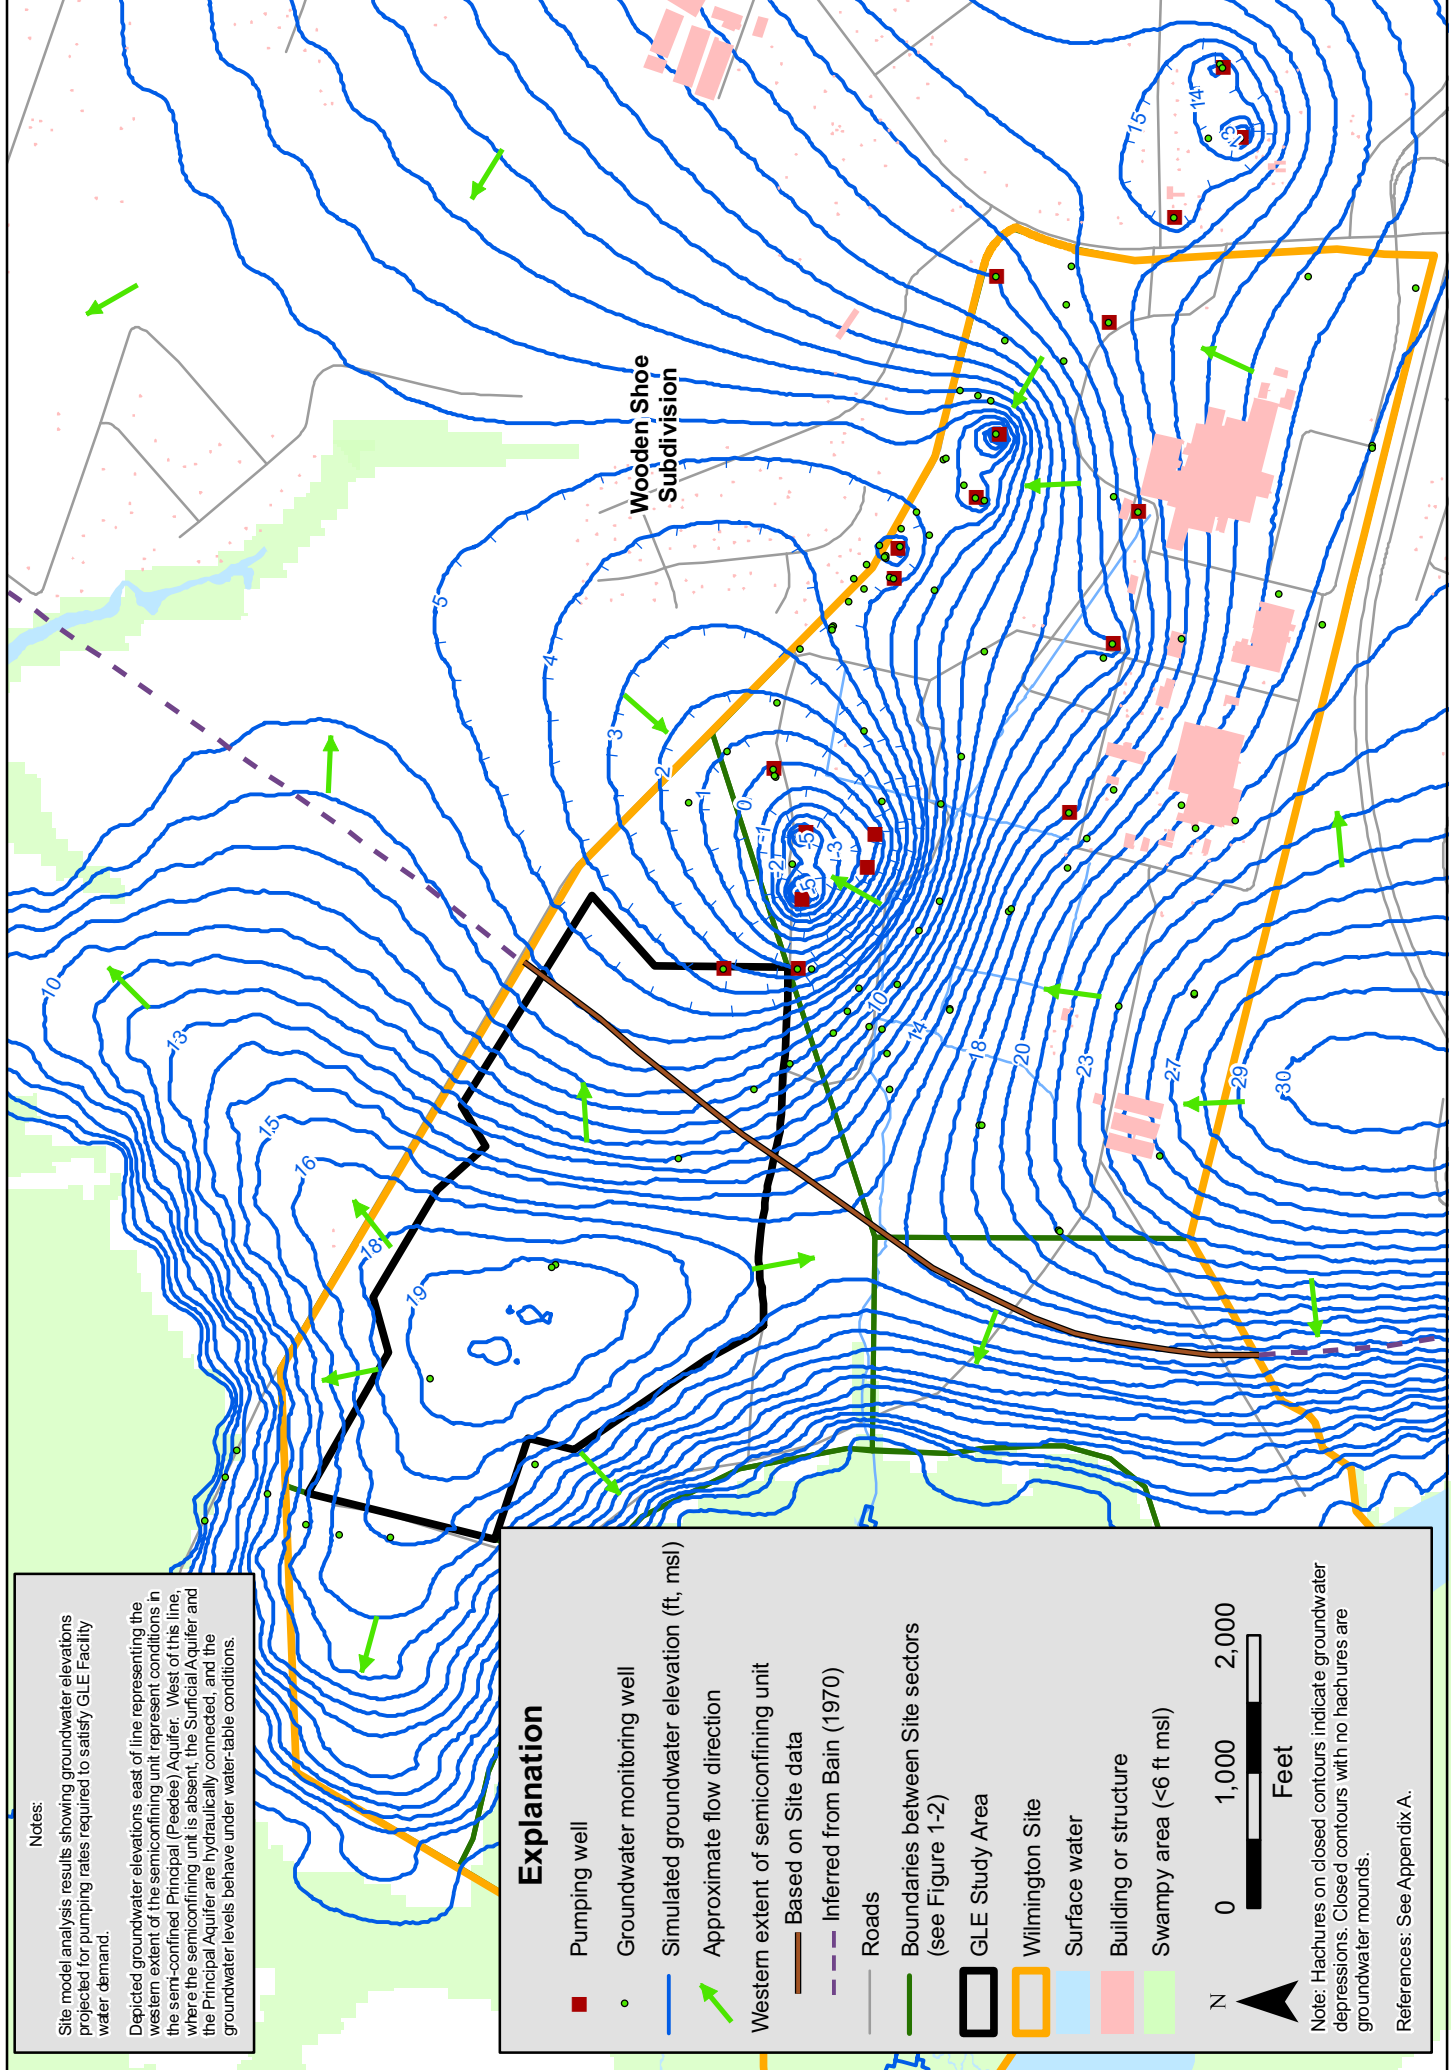 Notes:
Site model analysis results showing groundwater elevations
projected for pumping rates required to satisfy GLE Facility
water demand.
Depicted groundwater elevations east of line representing the
western extent of the semiconfining unit represent conditions in
the semi-confined Principal (Peedee) Aquifer. West of this line,
where the semiconfining unit is absent, the Surficial Aquifer and
the Principal Aquifer are hydraulically connected, and the
groundwater levels behave under water-table conditions.
Explanation
Pumping well
Groundwater monitoring well
Simulated groundwater elevation (ft, msl)
Approximate flow direction
Western extent of semiconfining unit
Based on Site data
Inferred from Bain (1970)
Roads
Boundaries between Site sectors
(see Figure 1-2)
GLE Study Area
Wilmington Site
Surface water
Building or structure
Swampy area (<6 ft msl)
N
0 1,000 2,000
Feet
Note: Hachures on closed contours indicate groundwater
depressions. Closed contours with no hachures are
groundwater mounds.
References: See Appendix A.
Wooden Shoe
Subdivision
10
13
15
16
18
19
5
4
3
2
1
0
-1
-2
-5
-5
-3
10
14
18
20
23
27
29
30
15
14
13